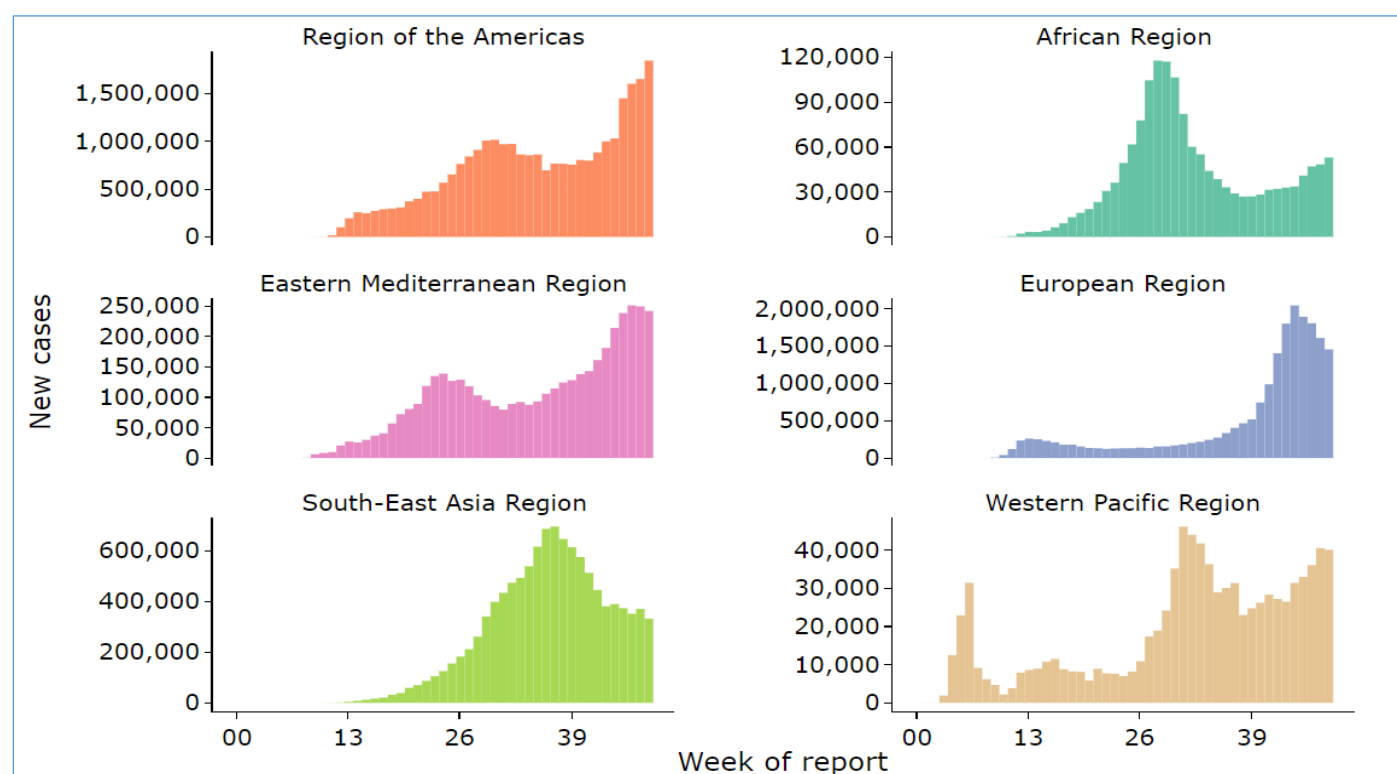 Region of the Americas
African Region
1,500,000
1,000,000
500,000
0
120,000
90,000
60,000
30,000
0
Eastern Mediterranean Region
European Region
250,000
200,000
150,000
100,000
50,000
0
2,000,000
1,500,000
1,000,000
500,000
0
New cases
South-East Asia Region
Western Pacific Region
600,000
400,000
200,000
0
40,000
30,000
20,000
10,000
0
00 13 26 39
00 13 26 39
Week of report